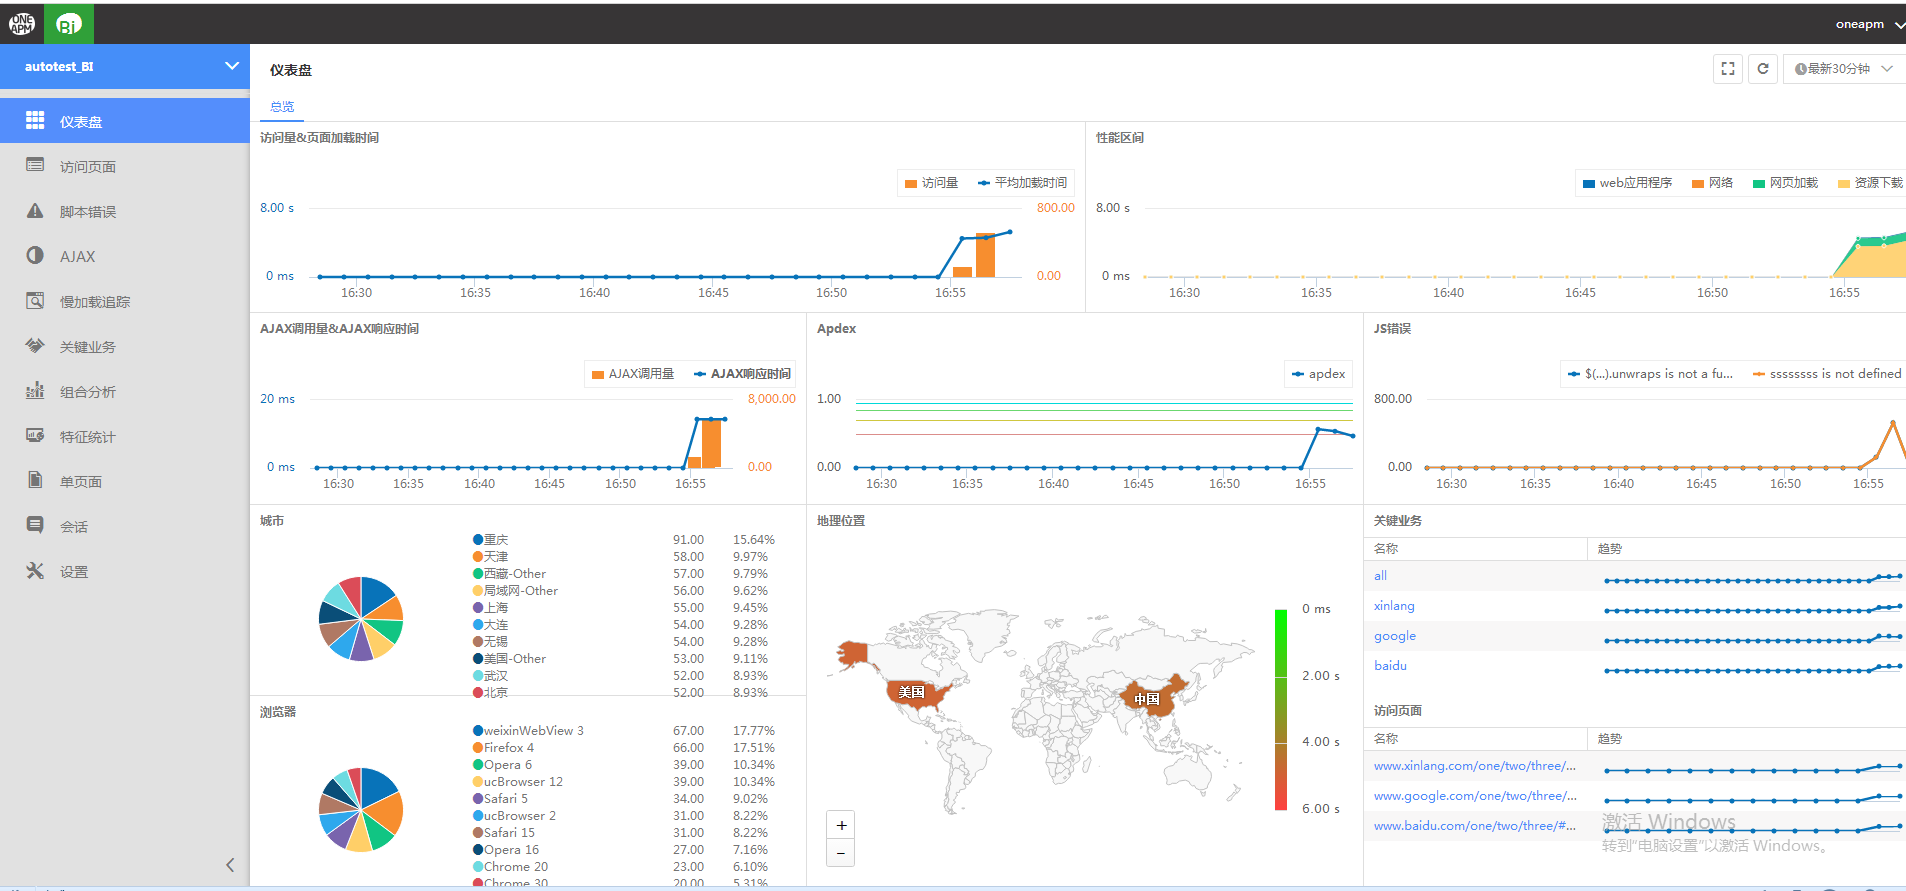 ONE APM
Bi
oneapm
autotest_BI
仪表盘
访问页面
脚本错误
AJAX
慢加载追踪
关键业务
组合分析
特征统计
单页面
会话
设置
仪表盘
最新30分钟
总览
访问量&页面加载时间
访问量
平均加载时间
8.00 s
800.00
0 ms
0.00
16:30
16:35
16:40
16:45
16:50
16:55
性能区间
web应用程序
网络
网页加载
资源下载
8.00 s
0 ms
16:30
16:35
16:40
16:45
16:50
16:55
AJAX调用量&AJAX响应时间
AJAX调用量
AJAX响应时间
20 ms
8,000.00
0 ms
0.00
16:30
16:35
16:40
16:45
16:50
16:55
Apdex
apdex
1.00
0.00
16:30
16:35
16:40
16:45
16:50
16:55
JS错误
$(...).unwraps is not a fu...
ssssssss is not defined
800.00
0.00
16:30
16:35
16:40
16:45
16:50
16:55
城市
重庆 91.00 15.64%
天津 58.00 9.97%
西藏-Other 57.00 9.79%
局域网-Other 56.00 9.62%
上海 55.00 9.45%
大连 54.00 9.28%
无锡 54.00 9.28%
美国-Other 53.00 9.11%
武汉 52.00 8.93%
北京 52.00 8.93%
浏览器
weixinWebView 3 67.00 17.77%
Firefox 4 66.00 17.51%
Opera 6 39.00 10.34%
ucBrowser 12 39.00 10.34%
Safari 5 34.00 9.02%
ucBrowser 2 31.00 8.22%
Safari 15 31.00 8.22%
Opera 16 27.00 7.16%
Chrome 20 23.00 6.10%
Chrome 30 20.00 5.31%
地理位置
美国
中国
0 ms
2.00 s
4.00 s
6.00 s
+
−
关键业务
名称 趋势
all
xinlang
google
baidu
访问页面
名称 趋势
www.xinlang.com/one/two/three/...
www.google.com/one/two/three/...
www.baidu.com/one/two/three/#...
激活 Windows
转到"电脑设置"以激活 Windows。